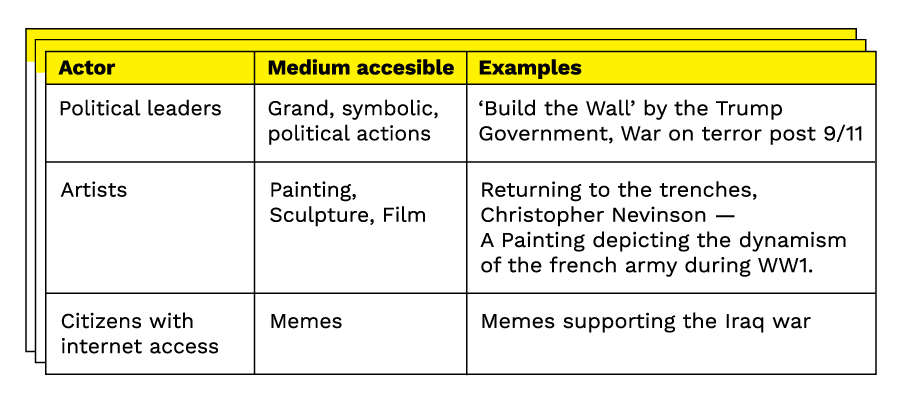 Actor
Medium accesible
Examples
Political leaders
Grand, symbolic,
political actions
‘Build the Wall’ by the Trump
Government, War on terror post 9/11
Artists
Painting,
Sculpture, Film
Returning to the trenches,
Christopher Nevinson —
A Painting depicting the dynamism
of the french army during WW1.
Citizens with
internet access
Memes
Memes supporting the Iraq war